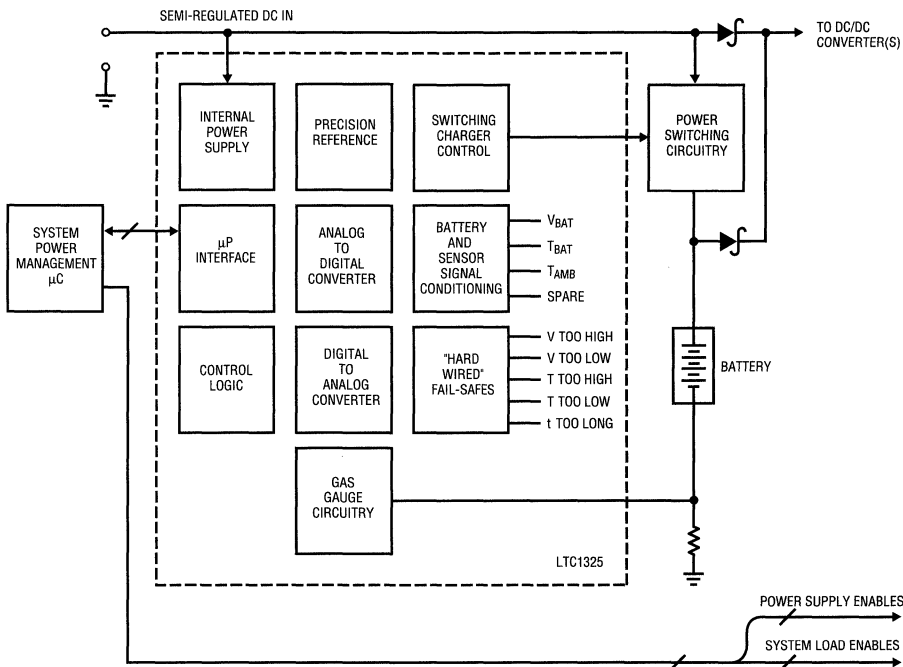 SEMI-REGULATED DC IN
TO DC/DC
CONVERTER(S)
INTERNAL
POWER
SUPPLY
PRECISION
REFERENCE
SWITCHING
CHARGER
CONTROL
POWER
SWITCHING
CIRCUITRY
SYSTEM
POWER
MANAGEMENT
µC
µP
INTERFACE
ANALOG
TO
DIGITAL
CONVERTER
BATTERY
AND
SENSOR
SIGNAL
CONDITIONING
VBAT
TBAT
TAMB
SPARE
CONTROL
LOGIC
DIGITAL
TO
ANALOG
CONVERTER
"HARD
WIRED"
FAIL-SAFES
V TOO HIGH
V TOO LOW
T TOO HIGH
T TOO LOW
t TOO LONG
BATTERY
GAS
GAUGE
CIRCUITRY
LTC1325
POWER SUPPLY ENABLES
SYSTEM LOAD ENABLES